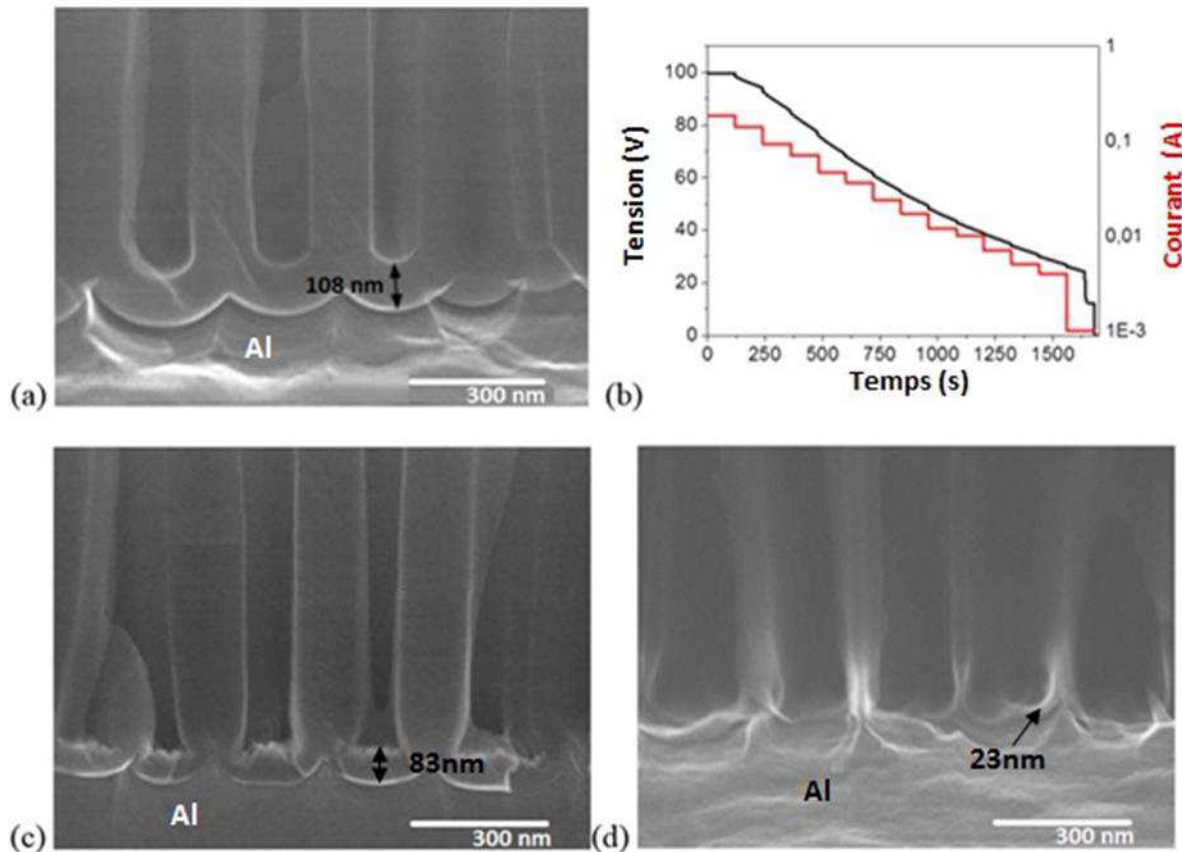 108 nm
Al
300 nm
(a)
Tension (V)
100
80
60
40
20
0
0 250 500 750 1000 1250 1500
Temps (s)
1
0,1
0,01
1E-3
Courant (A)
(b)
83nm
Al
300 nm
(c)
23nm
Al
300 nm
(d)